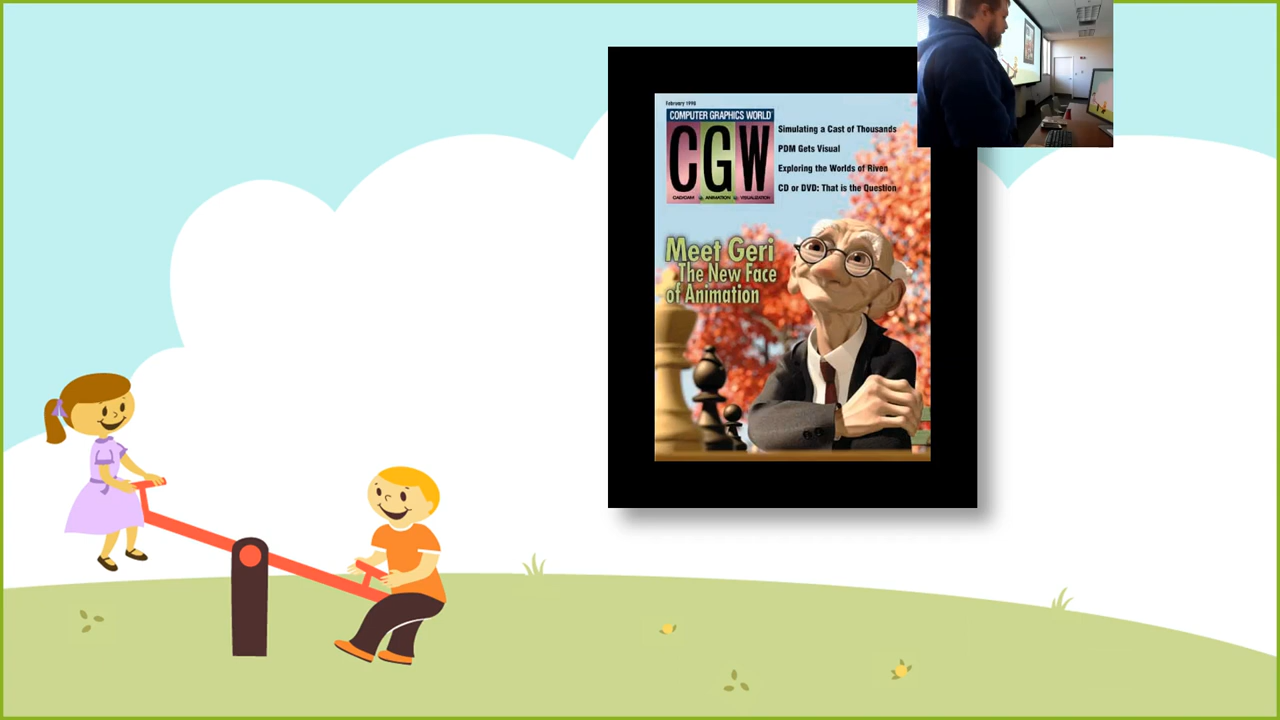 February 1998
COMPUTER GRAPHICS WORLD
CGW
CAD/CAM ANIMATION VISUALIZATION
Simulating a Cast of Thousands
PDM Gets Visual
Exploring the Worlds of Riven
CD or DVD: That is the Question
Meet Geri
The New Face
of Animation